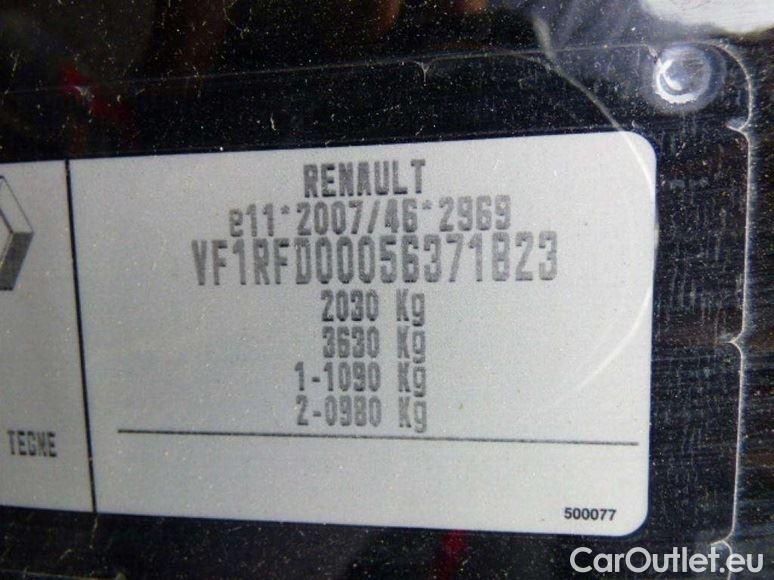 RENAULT
e11*2007/46*2969
VF1RFD00056371823
2030 Kg
3630 Kg
1-1090 Kg
2-0980 Kg
TEGNE
500077
CarOutlet.eu